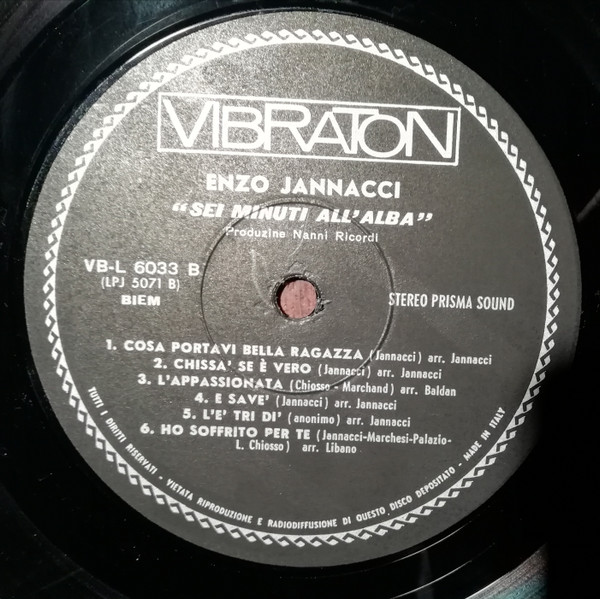 VIBRATON
ENZO JANNACCI
"SEI MINUTI ALL'ALBA"
Produzine Nanni Ricordi
VB-L 6033 B
(LPJ 5071 B)
BIEM
STEREO PRISMA SOUND
1. COSA PORTAVI BELLA RAGAZZA (Jannacci) arr. Jannacci
2. CHISSA' SE È VERO (Jannacci) arr. Jannacci
3. L'APPASSIONATA (Chiosso - Marchand) arr. Baldan
4. E SAVE' (Jannacci) arr. Jannacci
5. L'E' TRI DI' (anonimo) arr. Jannacci
6. HO SOFFRITO PER TE (Jannacci-Marchesi-Palazio-
L. Chiosso) arr. Libano
TUTTI I DIRITTI RISERVATI - VIETATA RIPRODUZIONE E RADIODIFFUSIONE DI QUESTO DISCO DEPOSITATO - MADE IN ITALY